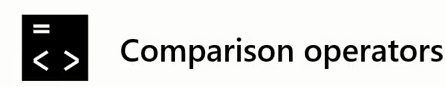 =
< >
Comparison operators